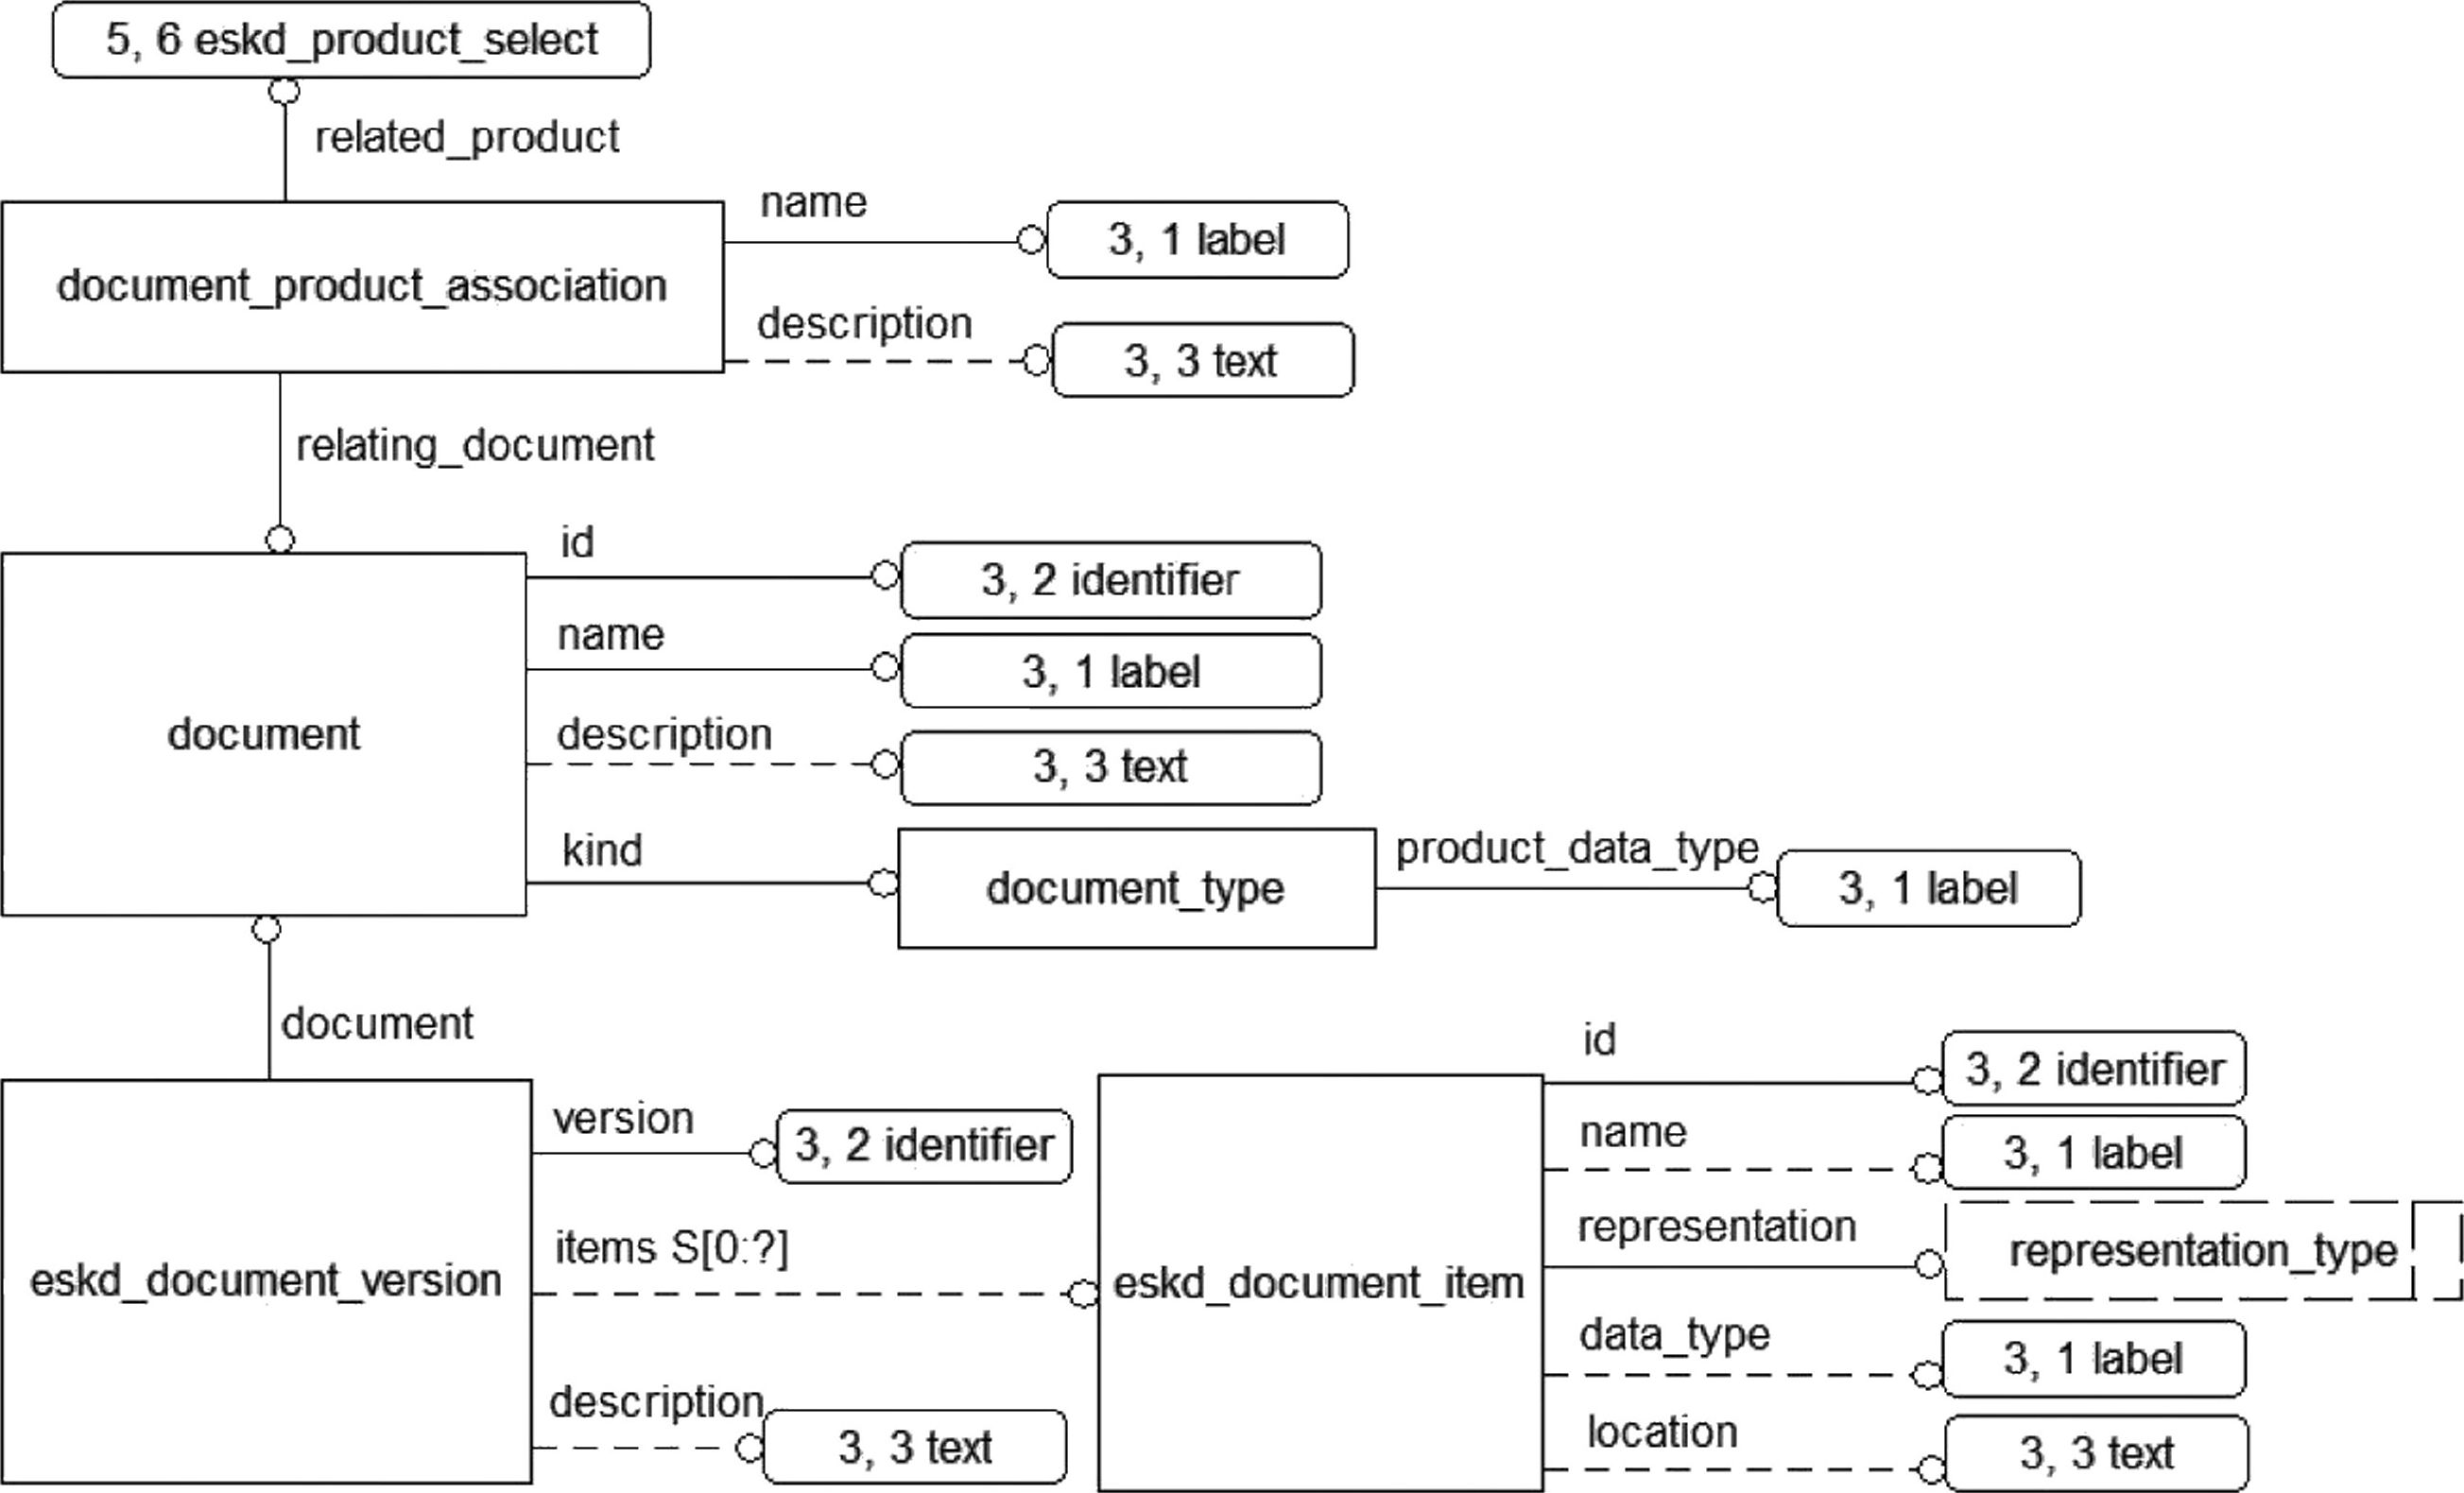 5, 6 eskd_product_select
related_product
document_product_association
name
3, 1 label
description
3, 3 text
relating_document
document
id
3, 2 identifier
name
3, 1 label
description
3, 3 text
kind
document_type
product_data_type
3, 1 label
document
eskd_document_version
version
3, 2 identifier
items S[0:?]
description
3, 3 text
eskd_document_item
id
3, 2 identifier
name
3, 1 label
representation
representation_type
data_type
3, 1 label
location
3, 3 text